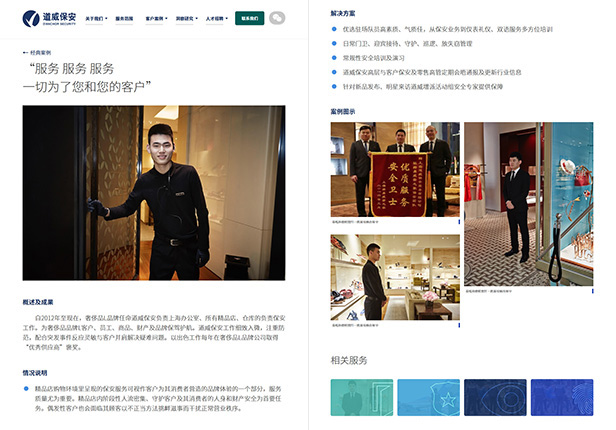 道威保安
D'ANCHOR SECURITY
关于我们
服务范围
客户案例
洞察研究
人才招聘
联系我们
← 经典案例
“服务 服务 服务
一切为了您和您的客户”
概述及成果
自2012年至现在，奢侈品L品牌任命道威保安负责上海办公室、所有精品店、仓库的负责保安
工作。为奢侈品品牌L客户、员工、商品、财产及品牌保驾护航。道威保安工作细致入微，注重防
范。配合突发事件反应灵敏与客户共同解决疑难问题。以出色工作每年在奢侈品L品牌公司取得
“优秀供应商”褒奖。
情况说明
精品店购物环境里呈现的保安服务可视作客户为其消费者营造的品牌体验的一个部分。服务
质量尤为重要。精品店内阶段性人流密集、守护客户及其消费者的人身和财产安全为首要任
务。偶发性客户也会面临其顾客以不正当方法挑衅滋事而干扰正常营业秩序。
解决方案
优选驻场队员高素质、气质佳，从保安业务到仪表礼仪、双语服务多方位培训
日常门卫、迎宾接待、守护、巡逻、放失窃管理
常规性安全培训及演习
道威保安高层与客户保安及零售高管定期会晤通报及更新行业信息
针对新品发布、明星来访道威增派活动组安全专家提供保障
案例图示
优质服务
安全卫士
相关服务